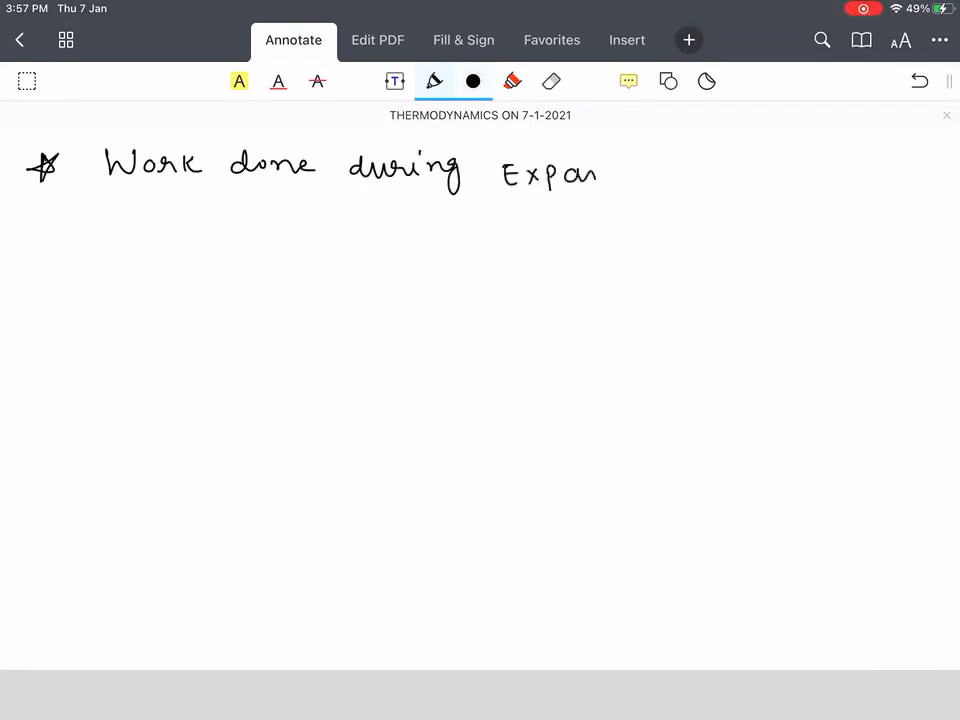 3:57 PM Thu 7 Jan 49%
Annotate Edit PDF Fill & Sign Favorites Insert
A A A T AA
THERMODYNAMICS ON 7-1-2021
Work done during Expan